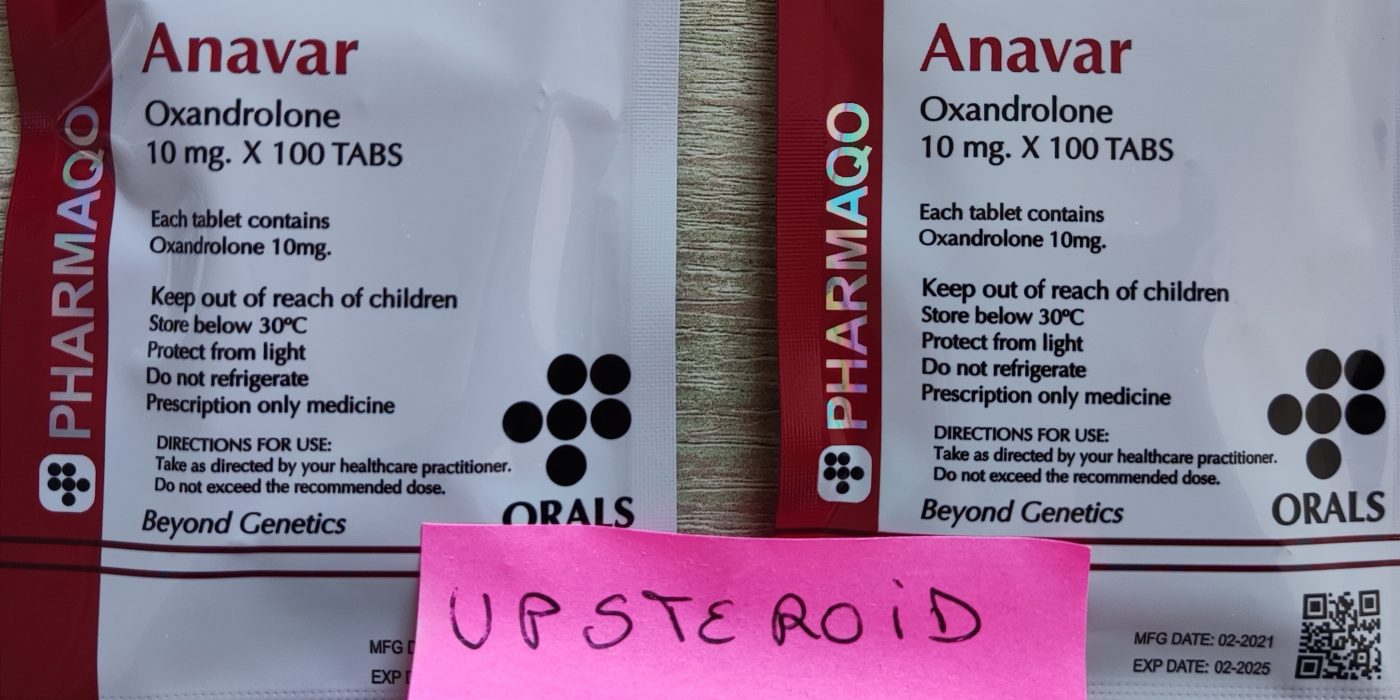 Anavar
Oxandrolone
10 mg. X 100 TABS
Each tablet contains
Oxandrolone 10mg.
Keep out of reach of children
Store below 30ºC
Protect from light
Do not refrigerate
Prescription only medicine
DIRECTIONS FOR USE:
Take as directed by your healthcare practitioner.
Do not exceed the recommended dose.
Beyond Genetics
ORALS
PHARMAQO
MFG
EXP
Anavar
Oxandrolone
10 mg. X 100 TABS
Each tablet contains
Oxandrolone 10mg.
Keep out of reach of children
Store below 30ºC
Protect from light
Do not refrigerate
Prescription only medicine
DIRECTIONS FOR USE:
Take as directed by your healthcare practitioner.
Do not exceed the recommended dose.
Beyond Genetics
ORALS
PHARMAQO
MFG DATE: 02-2021
EXP DATE: 02-2025
UPSTEROiD